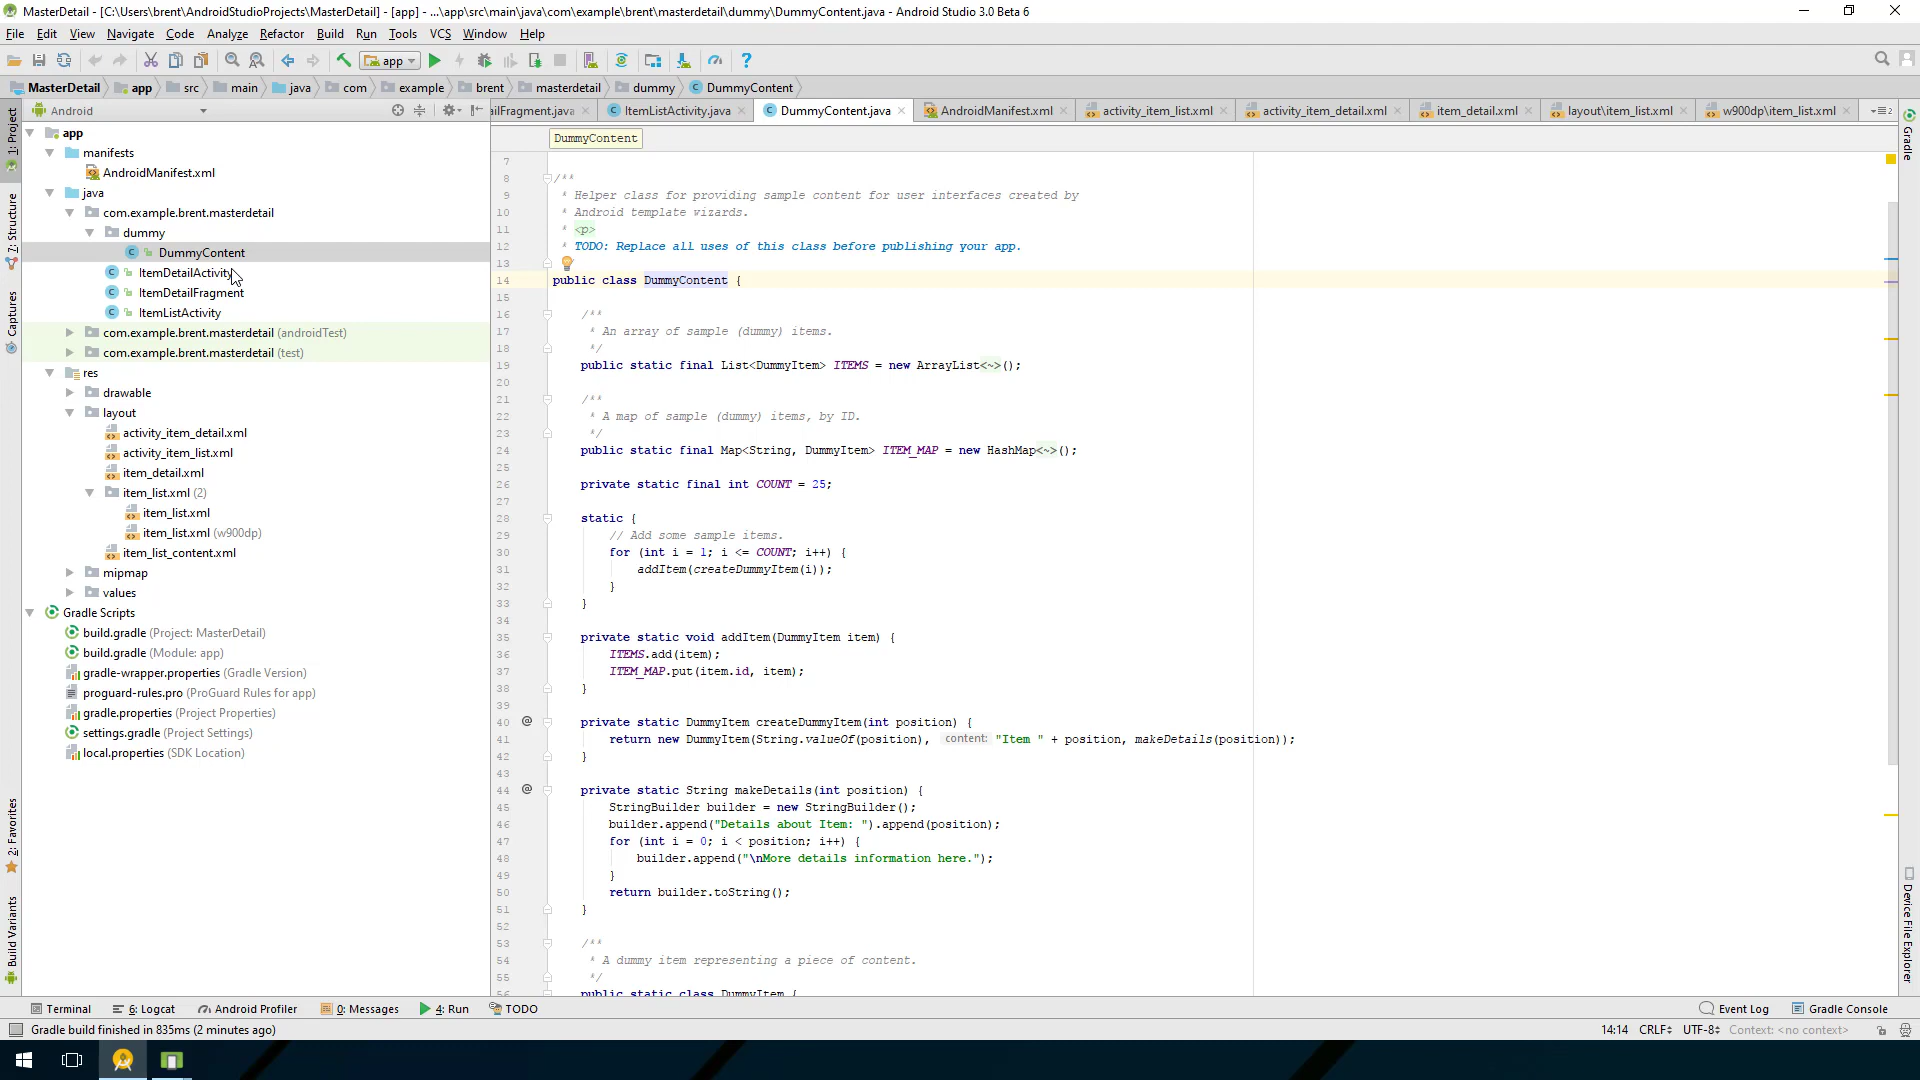 MasterDetail - [C:\Users\brent\AndroidStudioProjects\MasterDetail] - [app] - ...\app\src\main\java\com\example\brent\masterdetail\dummy\DummyContent.java - Android Studio 3.0 Beta 6
File Edit View Navigate Code Analyze Refactor Build Run Tools VCS Window Help
app
MasterDetail app src main java com example brent masterdetail dummy DummyContent
Android
ailFragment.java ItemListActivity.java DummyContent.java AndroidManifest.xml activity_item_list.xml activity_item_detail.xml item_detail.xml layout\item_list.xml w900dp\item_list.xml
1: Project
7: Structure
Captures
2: Favorites
Build Variants
app
manifests
AndroidManifest.xml
java
com.example.brent.masterdetail
dummy
DummyContent
ItemDetailActivity
ItemDetailFragment
ItemListActivity
com.example.brent.masterdetail (androidTest)
com.example.brent.masterdetail (test)
res
drawable
layout
activity_item_detail.xml
activity_item_list.xml
item_detail.xml
item_list.xml (2)
item_list.xml
item_list.xml (w900dp)
item_list_content.xml
mipmap
values
Gradle Scripts
build.gradle (Project: MasterDetail)
build.gradle (Module: app)
gradle-wrapper.properties (Gradle Version)
proguard-rules.pro (ProGuard Rules for app)
gradle.properties (Project Properties)
settings.gradle (Project Settings)
local.properties (SDK Location)
DummyContent
7
8 /**
9 * Helper class for providing sample content for user interfaces created by
10 * Android template wizards.
11 * <p>
12 * TODO: Replace all uses of this class before publishing your app.
13
14 public class DummyContent {
15
16 /**
17 * An array of sample (dummy) items.
18 */
19 public static final List<DummyItem> ITEMS = new ArrayList<~>();
20
21 /**
22 * A map of sample (dummy) items, by ID.
23 */
24 public static final Map<String, DummyItem> ITEM_MAP = new HashMap<~>();
25
26 private static final int COUNT = 25;
27
28 static {
29 // Add some sample items.
30 for (int i = 1; i <= COUNT; i++) {
31 addItem(createDummyItem(i));
32 }
33 }
34
35 private static void addItem(DummyItem item) {
36 ITEMS.add(item);
37 ITEM_MAP.put(item.id, item);
38 }
39
40 @ private static DummyItem createDummyItem(int position) {
41 return new DummyItem(String.valueOf(position), content: "Item " + position, makeDetails(position));
42 }
43
44 @ private static String makeDetails(int position) {
45 StringBuilder builder = new StringBuilder();
46 builder.append("Details about Item: ").append(position);
47 for (int i = 0; i < position; i++) {
48 builder.append("\nMore details information here.");
49 }
50 return builder.toString();
51 }
52
53 /**
54 * A dummy item representing a piece of content.
55 */
56 public static class DummyItem {
Gradle
Device File Explorer
Terminal 6: Logcat Android Profiler 0: Messages 4: Run TODO Event Log Gradle Console
Gradle build finished in 835ms (2 minutes ago) 14:14 CRLF UTF-8 Context: <no context>